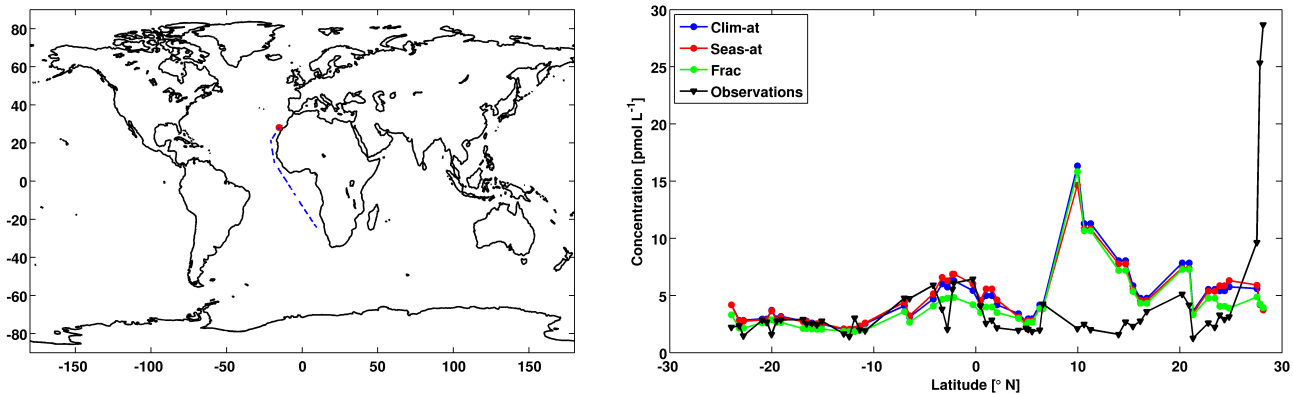 80
60
40
20
0
-20
-40
-60
-80
-150 -100 -50 0 50 100 150
30
25
20
15
10
5
0
Concentration [pmol L⁻¹]
Clim-at
Seas-at
Frac
Observations
-30 -20 -10 0 10 20 30
Latitude [° N]